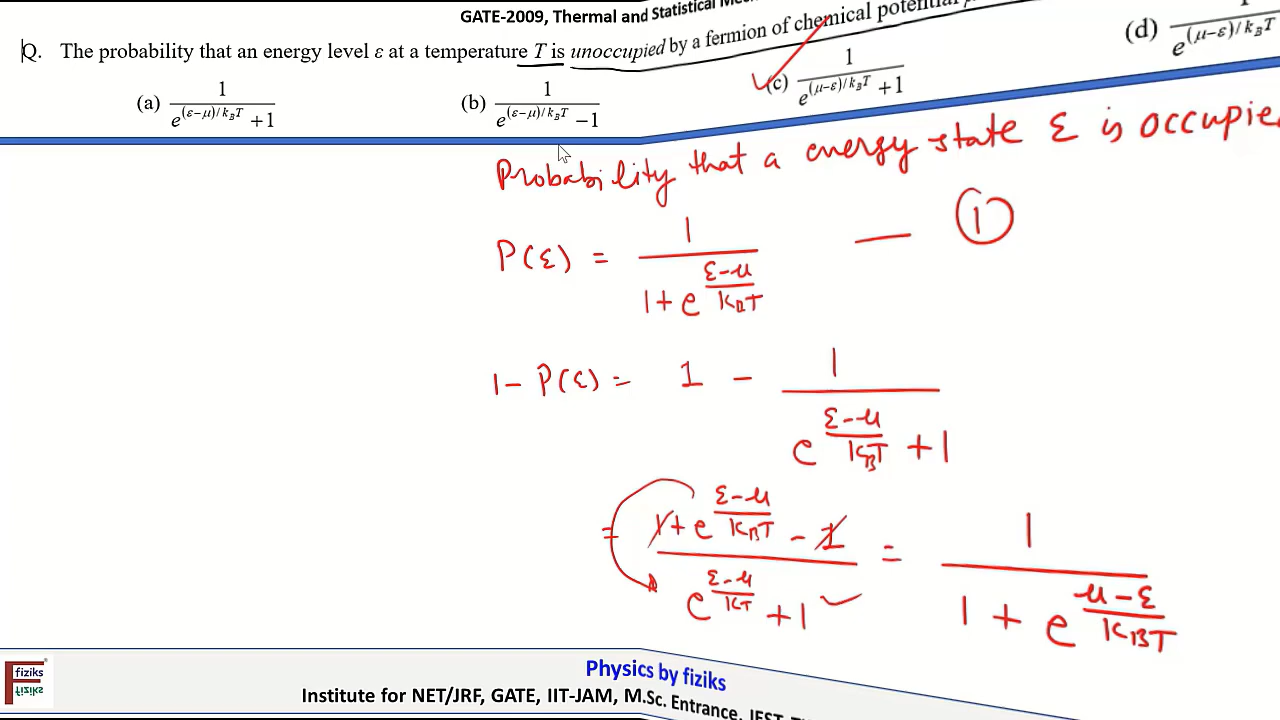 GATE-2009, Thermal and Statistical
Q. The probability that an energy level ε at a temperature T is unoccupied by a fermion of chemical potential
(a) 1/(e^{(ε−μ)/k_BT} +1) (b) 1/(e^{(ε−μ)/k_BT} −1) (c) 1/(e^{(μ−ε)/k_BT} +1) (d) 1/(e^{(μ−ε)/k_BT}
Probability that a energy state ε is occupie
P(ε) = 1/(1+e^{(ε−μ)/(K_BT)}) — ①
1 − P(ε) = 1 − 1/(e^{(ε−μ)/(K_BT)} + 1)
= (1+e^{(ε−μ)/(K_BT)} − 1)/(e^{(ε−μ)/(KT)} + 1) = 1/(1 + e^{(μ−ε)/(K_BT)})
fiziks
Physics by fiziks
Institute for NET/JRF, GATE, IIT-JAM, M.Sc. Entrance, JEST,